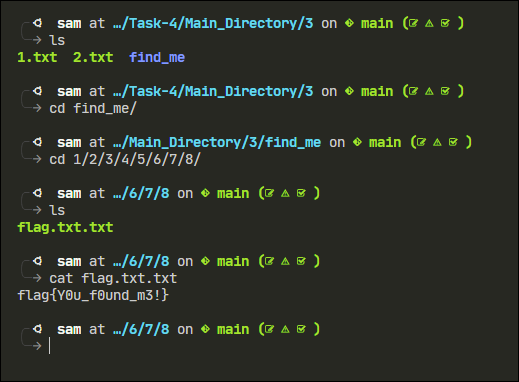 sam at …/Task-4/Main_Directory/3 on main ( )
ls
1.txt 2.txt find_me
sam at …/Task-4/Main_Directory/3 on main ( )
cd find_me/
sam at …/Main_Directory/3/find_me on main ( )
cd 1/2/3/4/5/6/7/8/
sam at …/6/7/8 on main ( )
ls
flag.txt.txt
sam at …/6/7/8 on main ( )
cat flag.txt.txt
flag{Y0u_f0und_m3!}
sam at …/6/7/8 on main ( )